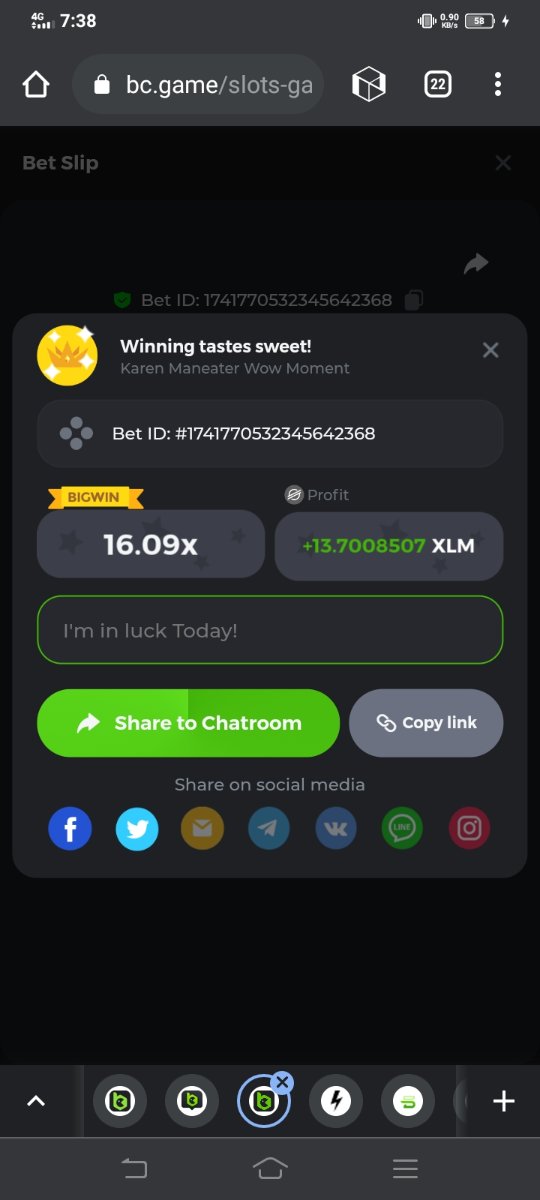 4G 7:38 0.90 KB/s 58
bc.game/slots-ga 22
Bet Slip
Bet ID: 1741770532345642368
Winning tastes sweet!
Karen Maneater Wow Moment
Bet ID: #1741770532345642368
BIGWIN Profit
16.09x +13.7008507 XLM
I'm in luck Today!
Share to Chatroom Copy link
Share on social media
LINE